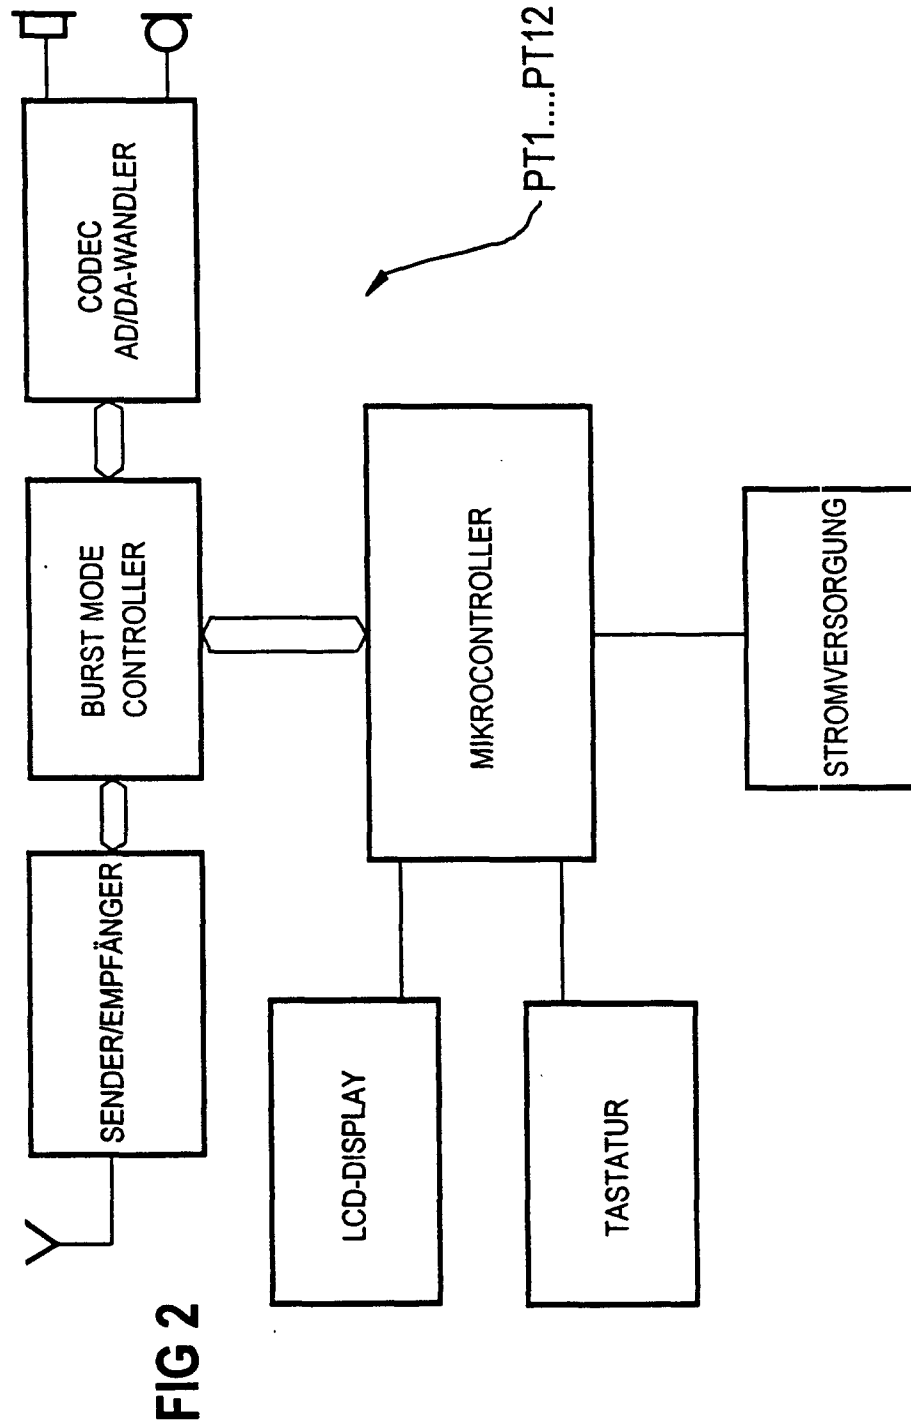 FIG 2
SENDER/EMPFÄNGER
BURST MODE
CONTROLLER
CODEC
AD/DA-WANDLER
LCD-DISPLAY
MIKROCONTROLLER
PT1....PT12
TASTATUR
STROMVERSORGUNG